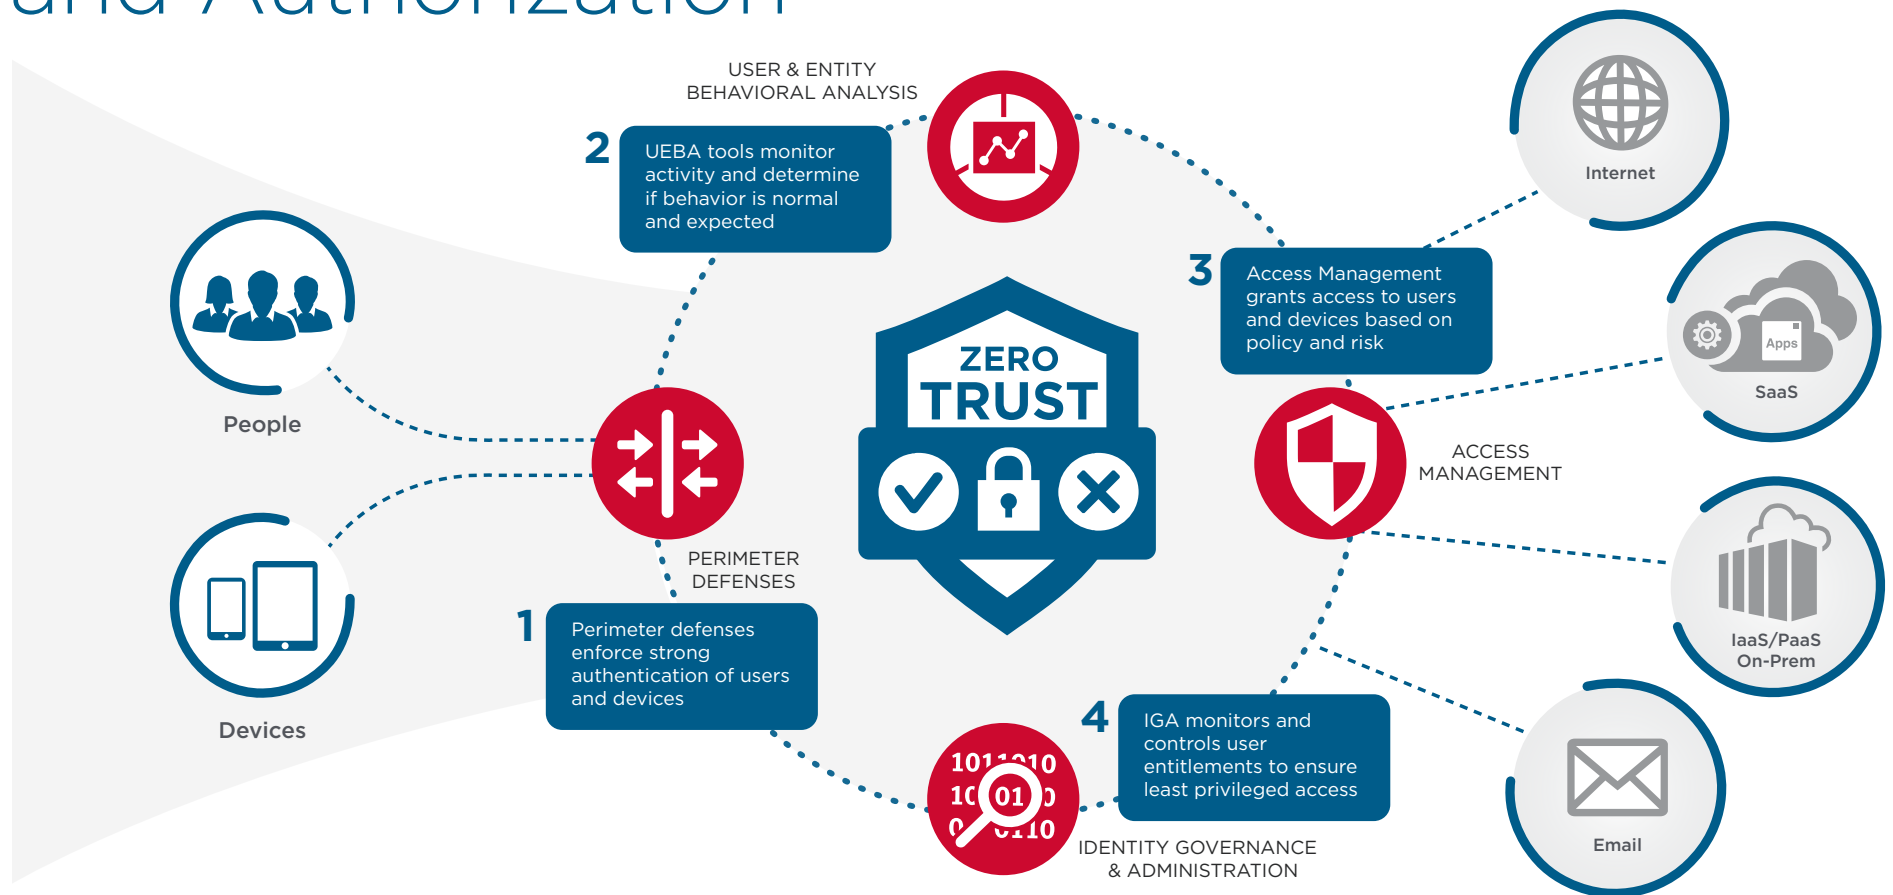 and Authorization
USER & ENTITY
BEHAVIORAL ANALYSIS
2
UEBA tools monitor
activity and determine
if behavior is normal
and expected
People
Devices
PERIMETER
DEFENSES
1
Perimeter defenses
enforce strong
authentication of users
and devices
ZERO
TRUST
3
Access Management
grants access to users
and devices based on
policy and risk
ACCESS
MANAGEMENT
4
IGA monitors and
controls user
entitlements to ensure
least privileged access
IDENTITY GOVERNANCE
& ADMINISTRATION
01
Internet
Apps
SaaS
IaaS/PaaS
On-Prem
Email